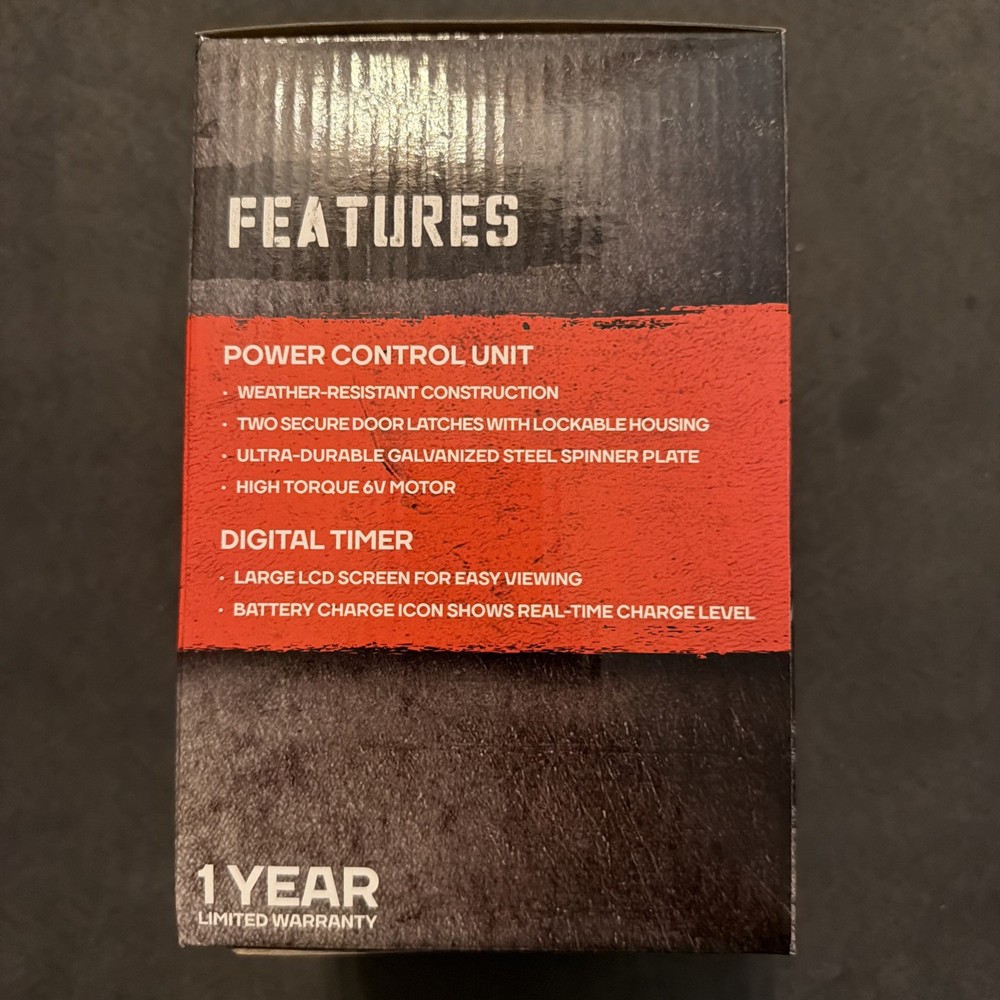 FEATURES
POWER CONTROL UNIT
• WEATHER-RESISTANT CONSTRUCTION
• TWO SECURE DOOR LATCHES WITH LOCKABLE HOUSING
• ULTRA-DURABLE GALVANIZED STEEL SPINNER PLATE
• HIGH TORQUE 6V MOTOR
DIGITAL TIMER
• LARGE LCD SCREEN FOR EASY VIEWING
• BATTERY CHARGE ICON SHOWS REAL-TIME CHARGE LEVEL
1 YEAR
LIMITED WARRANTY